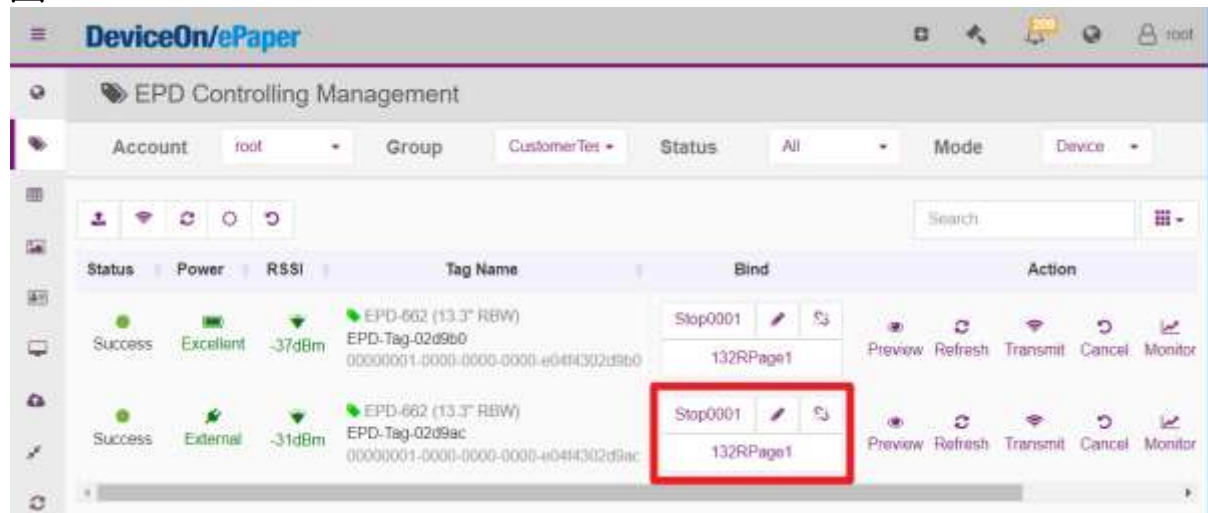 DeviceOn/ePaper
200
root
EPD Controlling Management
Account root Group CustomerTes Status All Mode Device
Search
Status Power RSSI Tag Name Bind Action
EPD-662 (13.3" RBW)
Stop0001
Success Excellent -37dBm EPD-Tag-02d9b0
Preview Refresh Transmit Cancel Monitor
00000001-0000-0000-0000-e04f4302d9b0
132RPage1
EPD-662 (13.3" RBW)
Stop0001
Success External -31dBm EPD-Tag-02d9ac
Preview Refresh Transmit Cancel Monitor
00000001-0000-0000-0000-e04f4302d9ac
132RPage1